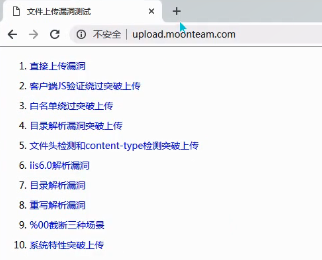 文件上传漏洞测试
不安全 | upload.moonteam.com
1. 直接上传漏洞
2. 客户端JS验证绕过突破上传
3. 白名单绕过突破上传
4. 目录解析漏洞突破上传
5. 文件头检测和content-type检测突破上传
6. iis6.0解析漏洞
7. 目录解析漏洞
8. 重写解析漏洞
9. %00截断三种场景
10. 系统特性突破上传